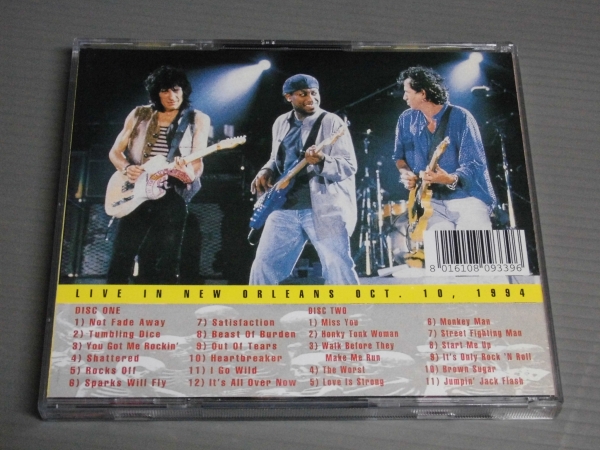 8 016108 093396
LIVE IN NEW ORLEANS OCT. 10, 1994
DISC ONE
1) Not Fade Away
2) Tumbling Dice
3) You Got Me Rockin'
4) Shattered
5) Rocks Off
6) Sparks Will Fly
7) Satisfaction
8) Beast Of Burden
9) Out Of Tears
10) Heartbreaker
11) I Go Wild
12) It's All Over Now
DISC TWO
1) Miss You
2) Honky Tonk Woman
3) Walk Before They
Make Me Run
4) The Worst
5) Love Is Strong
6) Monkey Man
7) Street Fighting Man
8) Start Me Up
9) It's Only Rock 'N Roll
10) Brown Sugar
11) Jumpin' Jack Flash